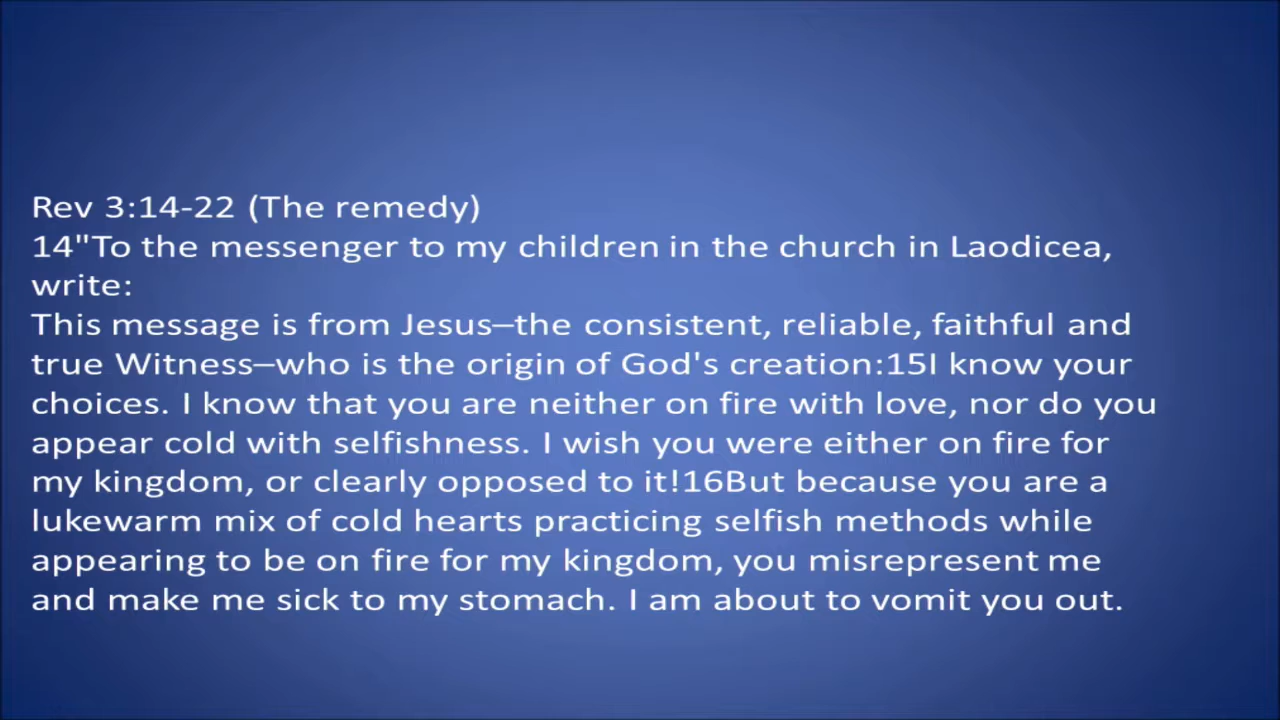 Rev 3:14-22 (The remedy)
14"To the messenger to my children in the church in Laodicea,
write:
This message is from Jesus—the consistent, reliable, faithful and
true Witness—who is the origin of God's creation:15I know your
choices. I know that you are neither on fire with love, nor do you
appear cold with selfishness. I wish you were either on fire for
my kingdom, or clearly opposed to it!16But because you are a
lukewarm mix of cold hearts practicing selfish methods while
appearing to be on fire for my kingdom, you misrepresent me
and make me sick to my stomach. I am about to vomit you out.